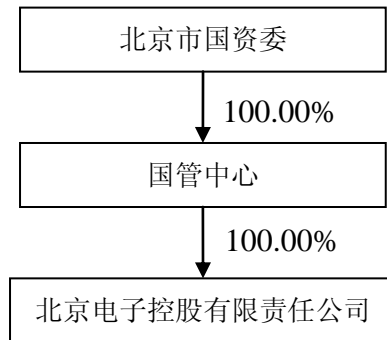 北京市国资委
100.00%
国管中心
100.00%
北京电子控股有限责任公司